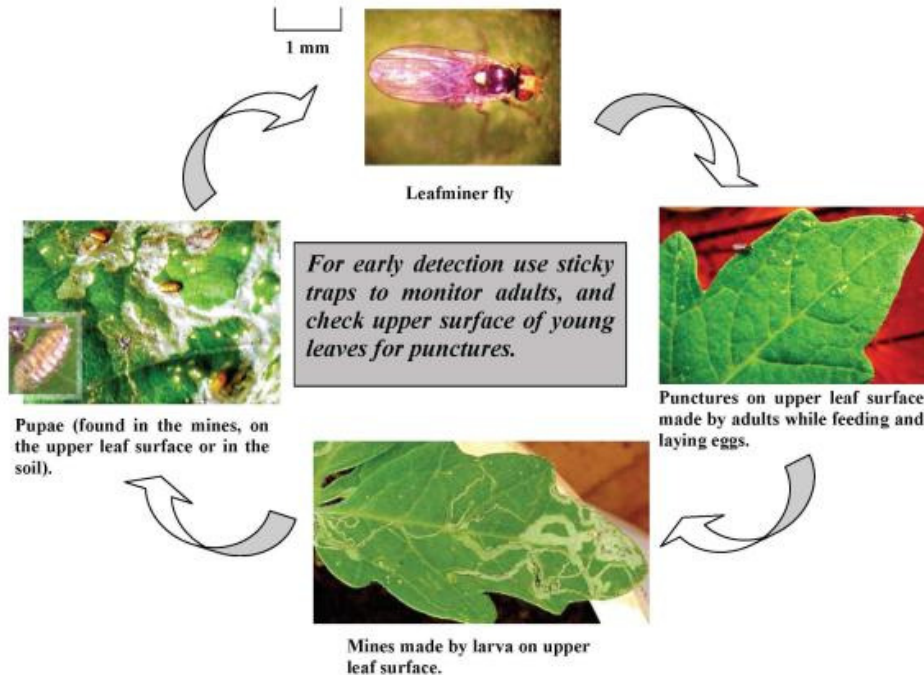 1 mm
Leafminer fly
For early detection use sticky
traps to monitor adults, and
check upper surface of young
leaves for punctures.
Punctures on upper leaf surface
made by adults while feeding and
laying eggs.
Pupae (found in the mines, on
the upper leaf surface or in the
soil).
Mines made by larva on upper
leaf surface.